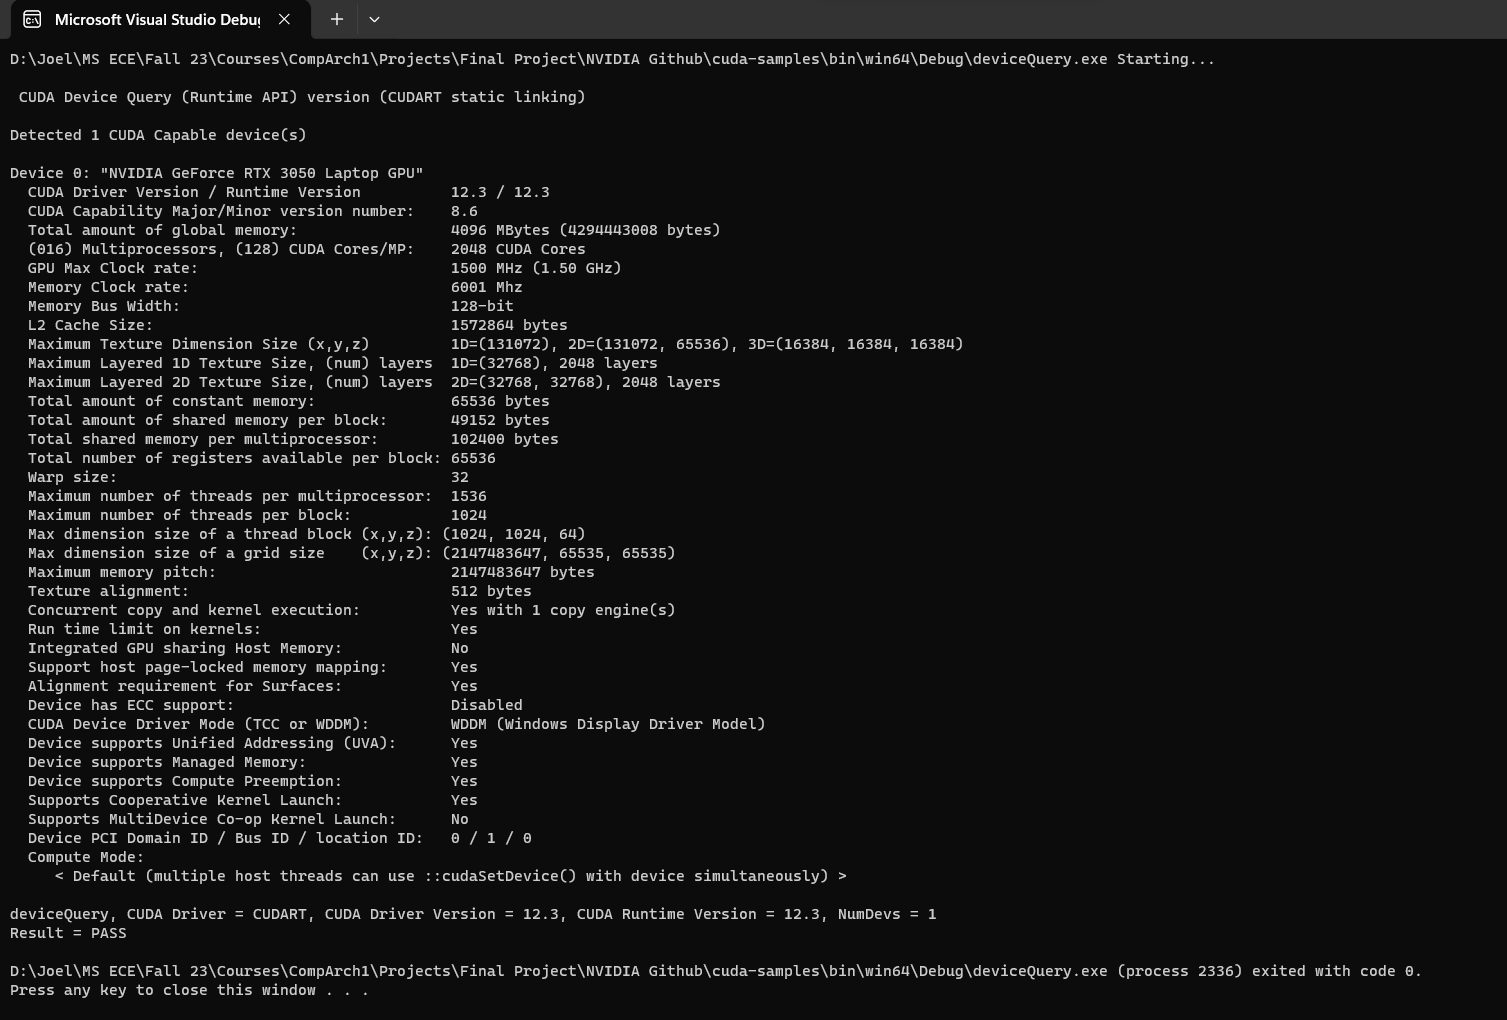 Microsoft Visual Studio Debu
D:\Joel\MS ECE\Fall 23\Courses\CompArch1\Projects\Final Project\NVIDIA Github\cuda-samples\bin\win64\Debug\deviceQuery.exe Starting...
CUDA Device Query (Runtime API) version (CUDART static linking)
Detected 1 CUDA Capable device(s)
Device 0: "NVIDIA GeForce RTX 3050 Laptop GPU"
CUDA Driver Version / Runtime Version 12.3 / 12.3
CUDA Capability Major/Minor version number: 8.6
Total amount of global memory: 4096 MBytes (4294443008 bytes)
(016) Multiprocessors, (128) CUDA Cores/MP: 2048 CUDA Cores
GPU Max Clock rate: 1500 MHz (1.50 GHz)
Memory Clock rate: 6001 Mhz
Memory Bus Width: 128-bit
L2 Cache Size: 1572864 bytes
Maximum Texture Dimension Size (x,y,z) 1D=(131072), 2D=(131072, 65536), 3D=(16384, 16384, 16384)
Maximum Layered 1D Texture Size, (num) layers 1D=(32768), 2048 layers
Maximum Layered 2D Texture Size, (num) layers 2D=(32768, 32768), 2048 layers
Total amount of constant memory: 65536 bytes
Total amount of shared memory per block: 49152 bytes
Total shared memory per multiprocessor: 102400 bytes
Total number of registers available per block: 65536
Warp size: 32
Maximum number of threads per multiprocessor: 1536
Maximum number of threads per block: 1024
Max dimension size of a thread block (x,y,z): (1024, 1024, 64)
Max dimension size of a grid size (x,y,z): (2147483647, 65535, 65535)
Maximum memory pitch: 2147483647 bytes
Texture alignment: 512 bytes
Concurrent copy and kernel execution: Yes with 1 copy engine(s)
Run time limit on kernels: Yes
Integrated GPU sharing Host Memory: No
Support host page-locked memory mapping: Yes
Alignment requirement for Surfaces: Yes
Device has ECC support: Disabled
CUDA Device Driver Mode (TCC or WDDM): WDDM (Windows Display Driver Model)
Device supports Unified Addressing (UVA): Yes
Device supports Managed Memory: Yes
Device supports Compute Preemption: Yes
Supports Cooperative Kernel Launch: Yes
Supports MultiDevice Co-op Kernel Launch: No
Device PCI Domain ID / Bus ID / location ID: 0 / 1 / 0
Compute Mode:
< Default (multiple host threads can use ::cudaSetDevice() with device simultaneously) >
deviceQuery, CUDA Driver = CUDART, CUDA Driver Version = 12.3, CUDA Runtime Version = 12.3, NumDevs = 1
Result = PASS
D:\Joel\MS ECE\Fall 23\Courses\CompArch1\Projects\Final Project\NVIDIA Github\cuda-samples\bin\win64\Debug\deviceQuery.exe (process 2336) exited with code 0.
Press any key to close this window . . .